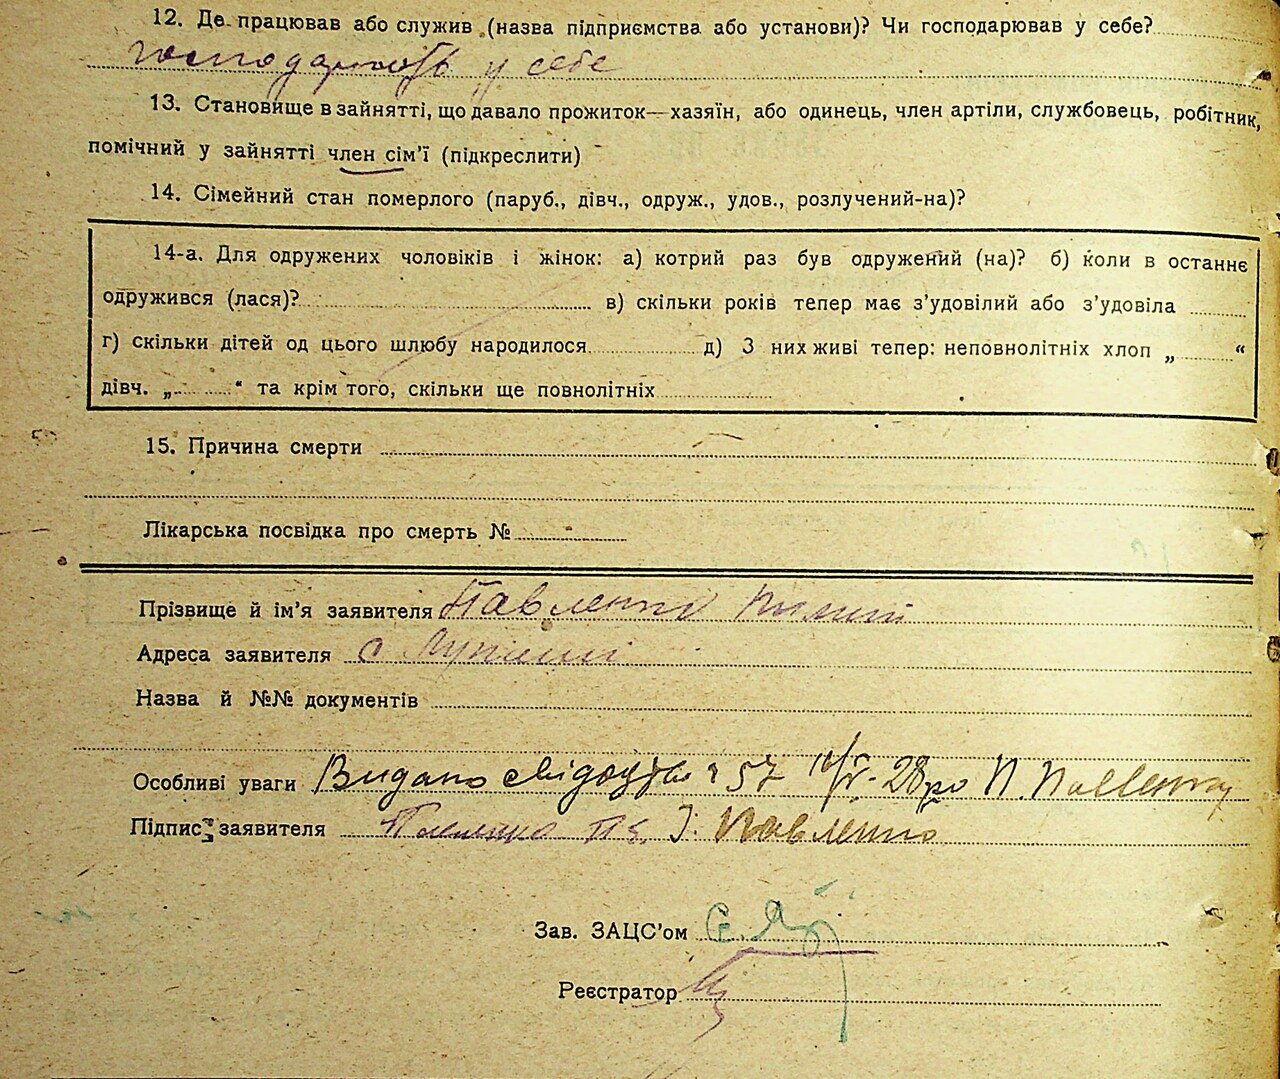 12. Де працював або служив (назва підприємства або установи)? Чи господарював у себе?
у себе
13. Становище в зайнятті, що давало прожиток—хазяїн, або одинець, член артіли, службовець, робітник,
помічний у зайнятті член сім’ї (підкреслити)
14. Сімейний стан померлого (паруб., дівч., одруж., удов., розлучений-на)?
14-а. Для одружених чоловіків і жінок: а) котрий раз був одружений (на)? б) коли в останнє
одружився (лася)? в) скільки років тепер має з’удовілий або з’удовіла
г) скільки дітей од цього шлюбу народилося д) З них живі тепер: неповнолітніх хлоп „ “
дівч. „ “ та крім того, скільки ще повнолітніх
15. Причина смерти
Лікарська посвідка про смерть №
Прізвище й ім’я заявителя Павленко
Адреса заявителя с
Назва й №№ документів
Особливі уваги Видано 57 28 про П. Павленку
Підпис заявителя Павленко
Зав. ЗАЦС’ом Є.
Реєстратор